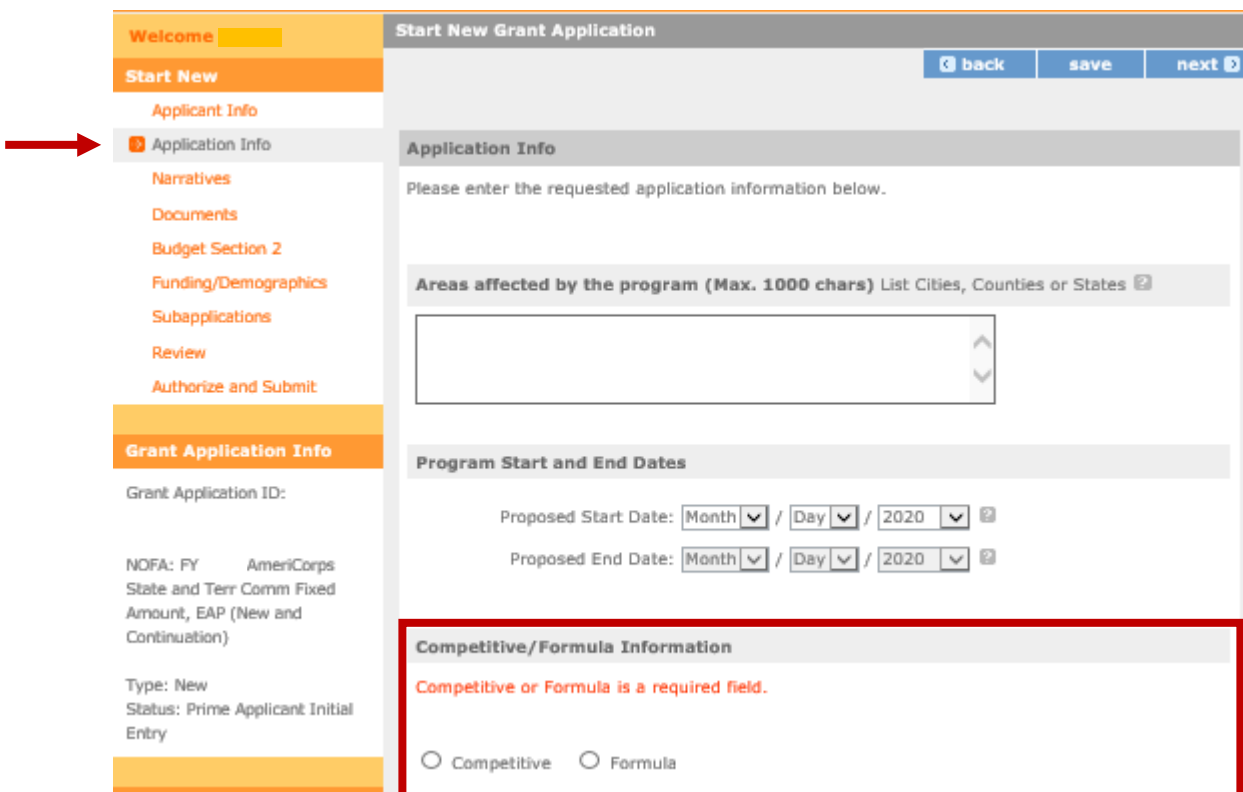 Welcome
Start New
Applicant Info
Application Info
Narratives
Documents
Budget Section 2
Funding/Demographics
Subapplications
Review
Authorize and Submit
Grant Application Info
Grant Application ID:
NOFA: FY AmeriCorps
State and Terr Comm Fixed
Amount, EAP (New and
Continuation)
Type: New
Status: Prime Applicant Initial
Entry
Start New Grant Application
back save next
Application Info
Please enter the requested application information below.
Areas affected by the program (Max. 1000 chars) List Cities, Counties or States ?
Program Start and End Dates
Proposed Start Date: Month / Day / 2020 ?
Proposed End Date: Month / Day / 2020 ?
Competitive/Formula Information
Competitive or Formula is a required field.
Competitive Formula